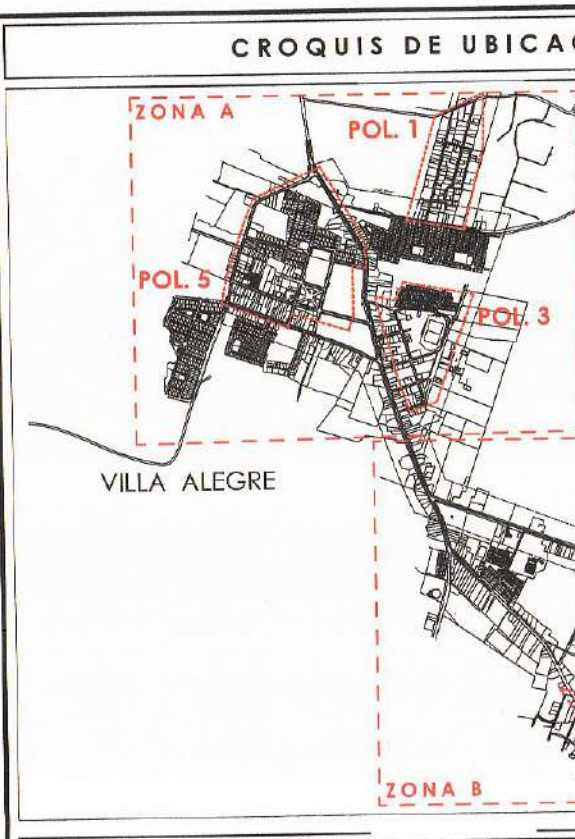 CROQUIS DE UBICAC
ZONA A
POL. 1
POL. 5
POL. 3
VILLA ALEGRE
ZONA B